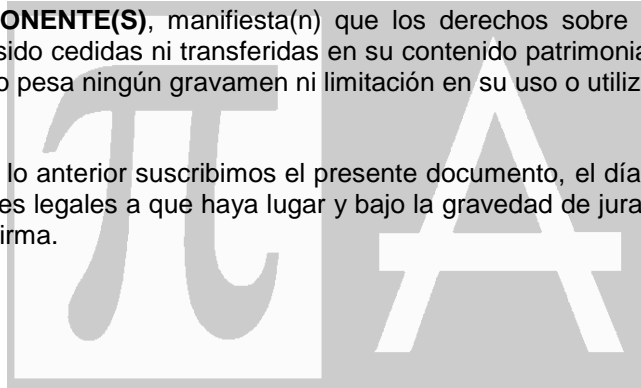 ONENTE(S), manifiesta(n) que los derechos sobre
sido cedidas ni transferidas en su contenido patrimonia
o pesa ningún gravamen ni limitación en su uso o utiliz
lo anterior suscribimos el presente documento, el día
es legales a que haya lugar y bajo la gravedad de jura
irma.
π A